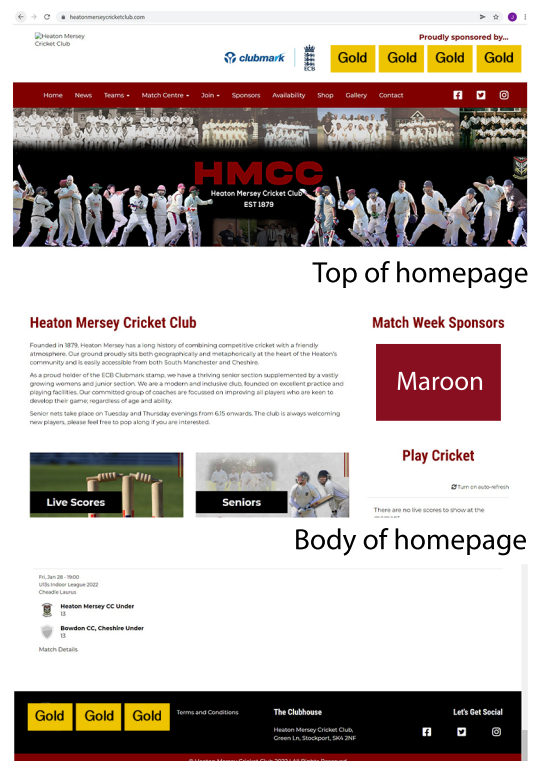 heatonmerseycricketclub.com
J
Heaton Mersey
Cricket Club
Proudly sponsored by...
clubmark
ECB
Gold Gold Gold Gold
Home News Teams Match Centre Join Sponsors Availability Shop Gallery Contact
HMCC
Heaton Mersey Cricket Club
EST 1879
Top of homepage
Heaton Mersey Cricket Club
Match Week Sponsors
Founded in 1879, Heaton Mersey has a long history of combining competitive cricket with a friendly
atmosphere. Our ground proudly sits both geographically and metaphorically at the heart of the Heaton's
community and is easily accessible from both South Manchester and Cheshire.
As a proud holder of the ECB Clubmark stamp, we have a thriving senior section supplemented by a vastly
growing womens and junior section. We are a modern and inclusive club, founded on excellent practice and
playing facilities. Our committed group of coaches are focussed on improving all players who are keen to
develop their game; regardless of age and ability.
Senior nets take place on Tuesday and Thursday evenings from 6.15 onwards. The club is always welcoming
new players, please feel free to pop along if you are interested.
Maroon
Play Cricket
Turn on auto-refresh
There are no live scores to show at the
moment
Live Scores
Seniors
Body of homepage
Fri, Jan 28 - 19:00
U13s Indoor League 2022
Cheadle Laurus
Heaton Mersey CC Under
13
Bowdon CC, Cheshire Under
13
Match Details
Gold Gold Gold
Terms and Conditions
The Clubhouse
Heaton Mersey Cricket Club,
Green Ln, Stockport, SK4 2NF
Let's Get Social
© Heaton Mersey Cricket Club 2022 | All Rights Reserved